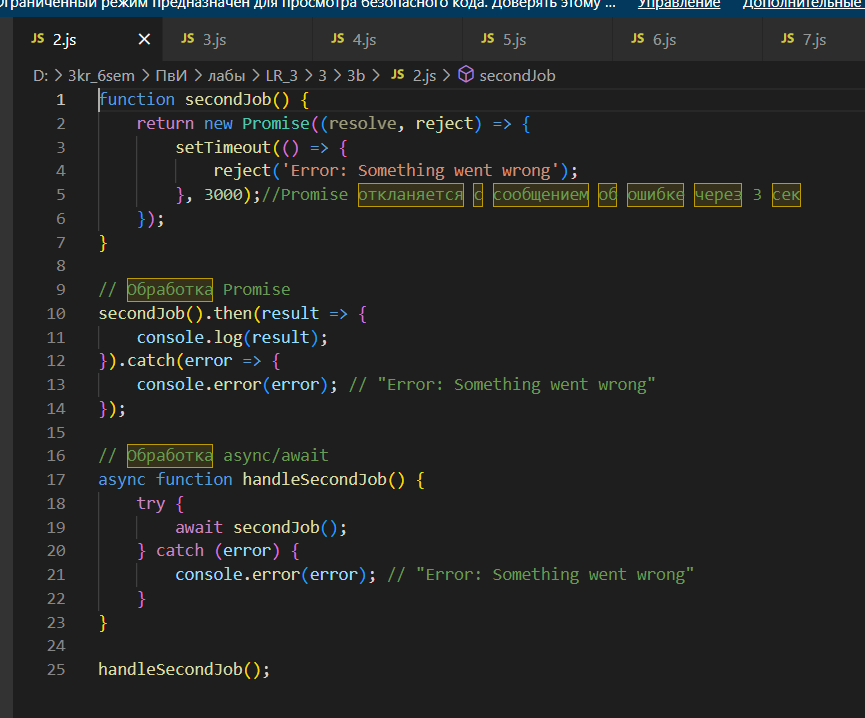 Ограниченный режим предназначен для просмотра безопасного кода. Доверять этому ... Управление Дополнительные
JS 2.js × JS 3.js JS 4.js JS 5.js JS 6.js JS 7.js
D: > 3kr_6sem > ПвИ > лабы > LR_3 > 3 > 3b > JS 2.js > secondJob
1 function secondJob() {
2 return new Promise((resolve, reject) => {
3 setTimeout(() => {
4 reject('Error: Something went wrong');
5 }, 3000);//Promise откланяется с сообщением об ошибке через 3 сек
6 });
7 }
8
9 // Обработка Promise
10 secondJob().then(result => {
11 console.log(result);
12 }).catch(error => {
13 console.error(error); // "Error: Something went wrong"
14 });
15
16 // Обработка async/await
17 async function handleSecondJob() {
18 try {
19 await secondJob();
20 } catch (error) {
21 console.error(error); // "Error: Something went wrong"
22 }
23 }
24
25 handleSecondJob();